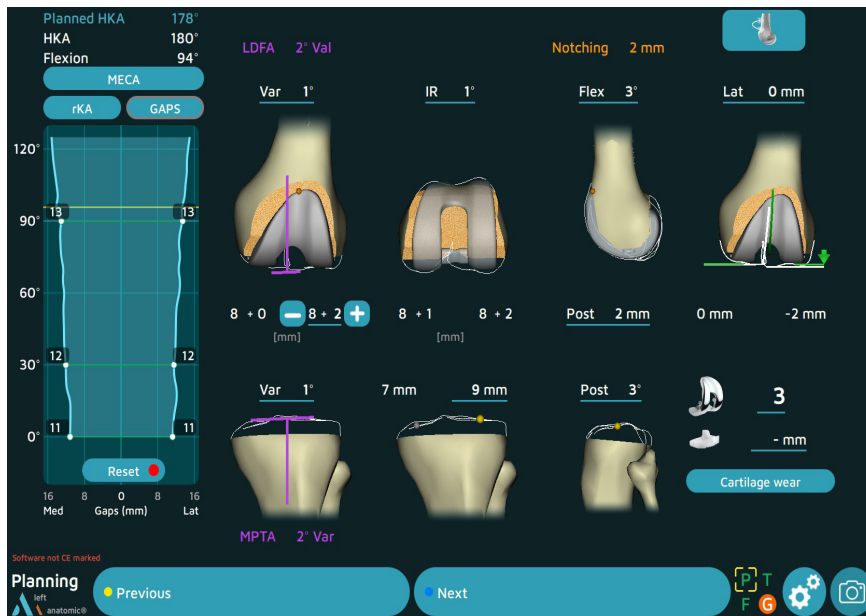 Planned HKA 178°
HKA 180°
Flexion 94°
MECA
rKA GAPS
LDFA 2° Val
Notching 2 mm
Var 1°
IR 1°
Flex 3°
Lat 0 mm
120°
90°
60°
30°
0°
13 13
12 12
11 11
8 + 0 − 8 + 2 +
[mm]
8 + 1 8 + 2
[mm]
Post 2 mm
0 mm -2 mm
Var 1°
7 mm 9 mm
Post 3°
3
- mm
Cartilage wear
Reset
16 8 0 8 16
Med Gaps (mm) Lat
MPTA 2° Var
Software not CE marked
Planning
left
anatomic®
Previous
Next
P T
F G